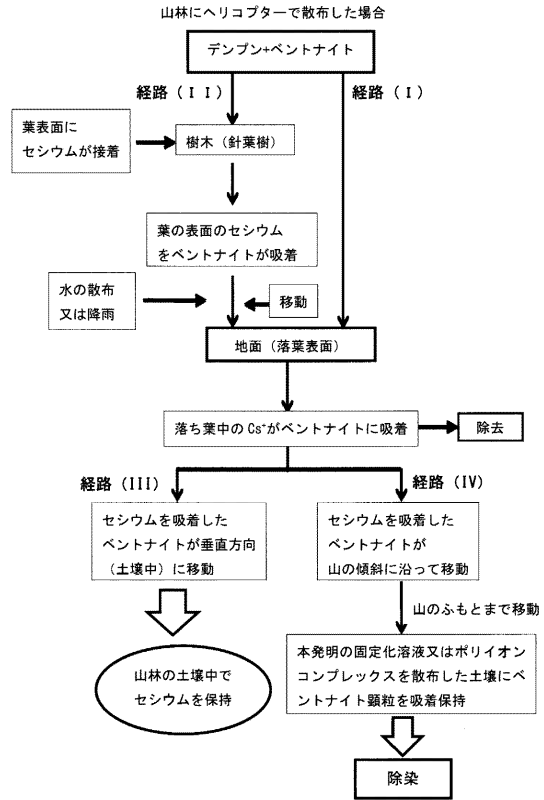 山林にヘリコプターで散布した場合
デンプン+ベントナイト
経路(II)
経路(I)
葉表面に
セシウムが接着
樹木(針葉樹)
葉の表面のセシウム
をベントナイトが吸着
水の散布
又は降雨
移動
地面(落葉表面)
落ち葉中のCs⁺がベントナイトに吸着
除去
経路(III)
経路(IV)
セシウムを吸着した
ベントナイトが垂直方向
(土壌中)に移動
セシウムを吸着した
ベントナイトが
山の傾斜に沿って移動
山のふもとまで移動
山林の土壌中で
セシウムを保持
本発明の固定化溶液又はポリイオン
コンプレックスを散布した土壌にベ
ントナイト顆粒を吸着保持
除染